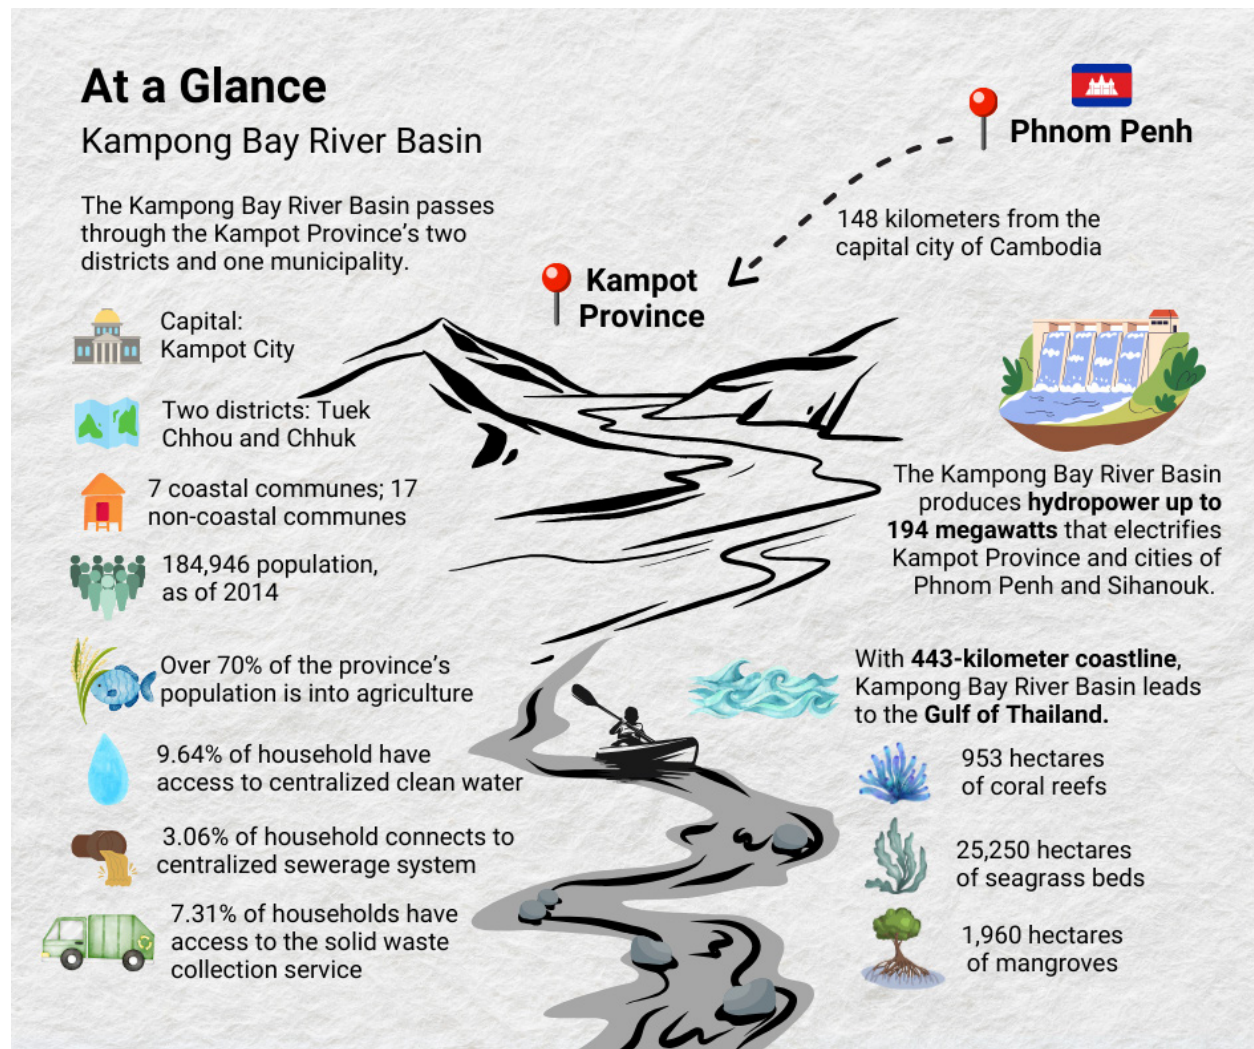 At a Glance
Kampong Bay River Basin
The Kampong Bay River Basin passes
through the Kampot Province's two
districts and one municipality.
Capital:
Kampot City
Two districts: Tuek
Chhou and Chhuk
7 coastal communes; 17
non-coastal communes
184,946 population,
as of 2014
Over 70% of the province's
population is into agriculture
9.64% of household have
access to centralized clean water
3.06% of household connects to
centralized sewerage system
7.31% of households have
access to the solid waste
collection service
Phnom Penh
148 kilometers from the
capital city of Cambodia
Kampot
Province
The Kampong Bay River Basin
produces hydropower up to
194 megawatts that electrifies
Kampot Province and cities of
Phnom Penh and Sihanouk.
With 443-kilometer coastline,
Kampong Bay River Basin leads
to the Gulf of Thailand.
953 hectares
of coral reefs
25,250 hectares
of seagrass beds
1,960 hectares
of mangroves